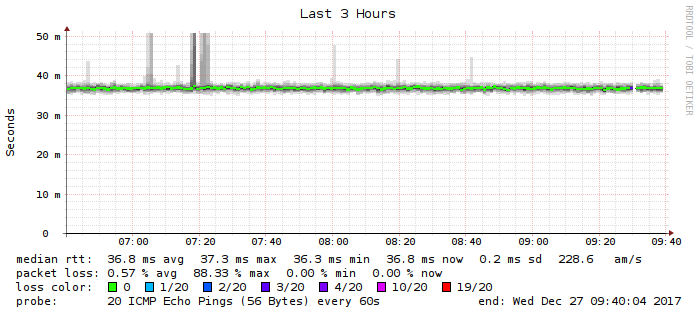 Last 3 Hours
RRDTOOL / TOBI OETIKER
Seconds
50 m
40 m
30 m
20 m
10 m
0
07:00 07:20 07:40 08:00 08:20 08:40 09:00 09:20 09:40
median rtt: 36.8 ms avg 37.3 ms max 36.3 ms min 36.8 ms now 0.2 ms sd 228.6 am/s
packet loss: 0.57 % avg 88.33 % max 0.00 % min 0.00 % now
loss color: 0 1/20 2/20 3/20 4/20 10/20 19/20
probe: 20 ICMP Echo Pings (56 Bytes) every 60s end: Wed Dec 27 09:40:04 2017